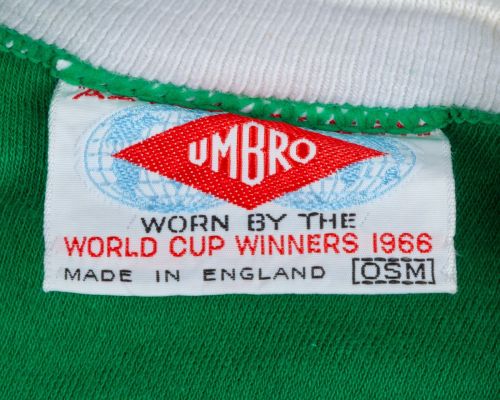 UMBRO
WORN BY THE
WORLD CUP WINNERS 1966
MADE IN ENGLAND [OSM]